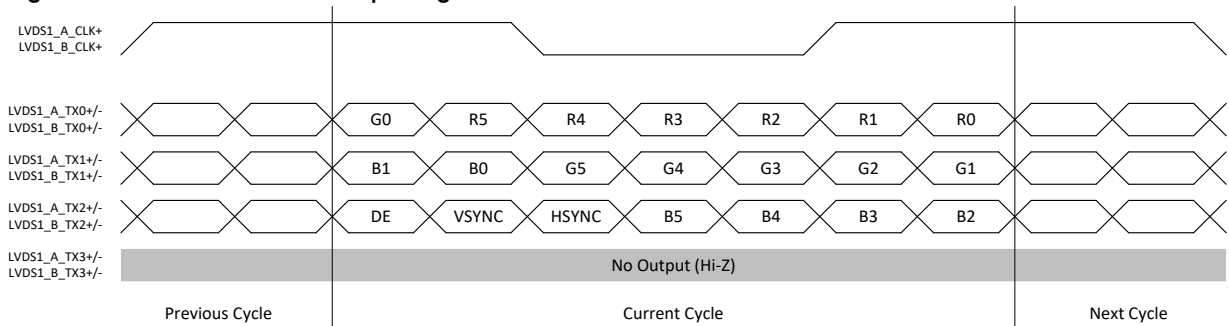 LVDS1_A_CLK+
LVDS1_B_CLK+
LVDS1_A_TX0+/-
LVDS1_B_TX0+/-
G0 R5 R4 R3 R2 R1 R0
LVDS1_A_TX1+/-
LVDS1_B_TX1+/-
B1 B0 G5 G4 G3 G2 G1
LVDS1_A_TX2+/-
LVDS1_B_TX2+/-
DE VSYNC HSYNC B5 B4 B3 B2
LVDS1_A_TX3+/-
LVDS1_B_TX3+/-
No Output (Hi-Z)
Previous Cycle Current Cycle Next Cycle